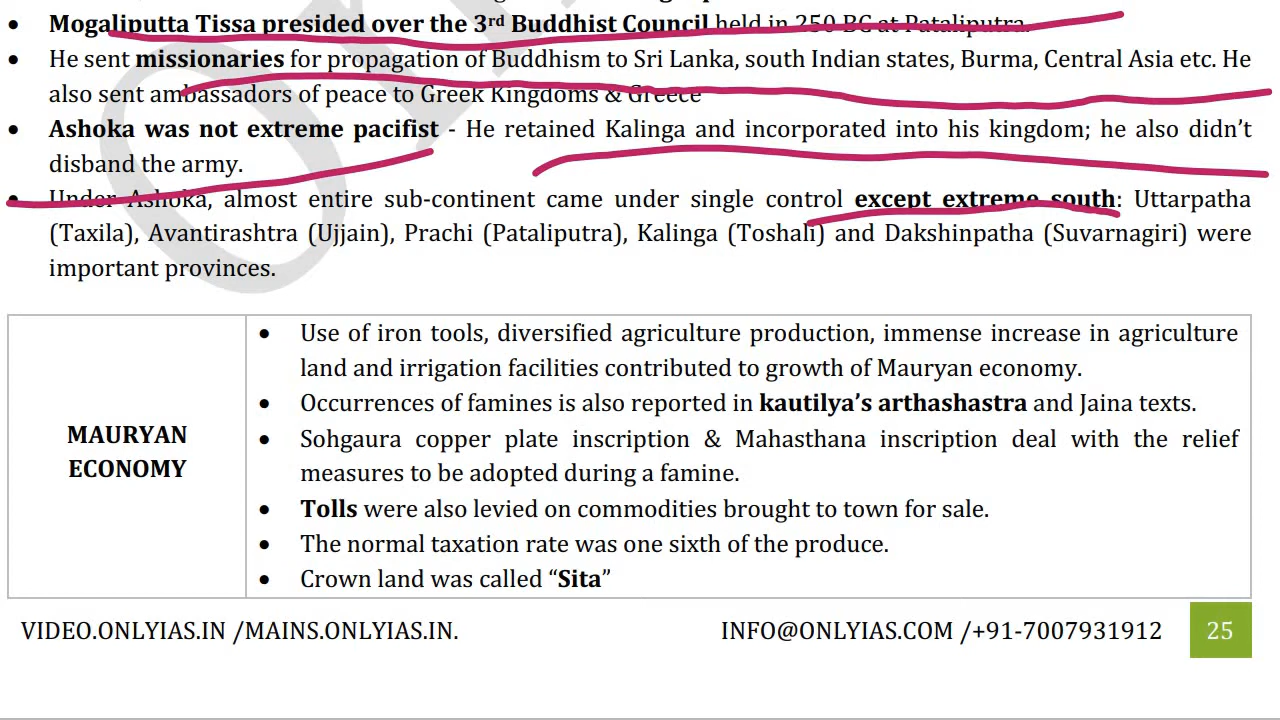 • Mogaliputta Tissa presided over the 3rd Buddhist Council held in 250 BC at Pataliputra.
• He sent missionaries for propagation of Buddhism to Sri Lanka, south Indian states, Burma, Central Asia etc. He
also sent ambassadors of peace to Greek Kingdoms & Greece
• Ashoka was not extreme pacifist - He retained Kalinga and incorporated into his kingdom; he also didn’t
disband the army.
• Under Ashoka, almost entire sub-continent came under single control except extreme south: Uttarpatha
(Taxila), Avantirashtra (Ujjain), Prachi (Pataliputra), Kalinga (Toshali) and Dakshinpatha (Suvarnagiri) were
important provinces.
MAURYAN
ECONOMY
• Use of iron tools, diversified agriculture production, immense increase in agriculture
land and irrigation facilities contributed to growth of Mauryan economy.
• Occurrences of famines is also reported in kautilya’s arthashastra and Jaina texts.
• Sohgaura copper plate inscription & Mahasthana inscription deal with the relief
measures to be adopted during a famine.
• Tolls were also levied on commodities brought to town for sale.
• The normal taxation rate was one sixth of the produce.
• Crown land was called “Sita”
VIDEO.ONLYIAS.IN /MAINS.ONLYIAS.IN.
INFO@ONLYIAS.COM /+91-7007931912
25